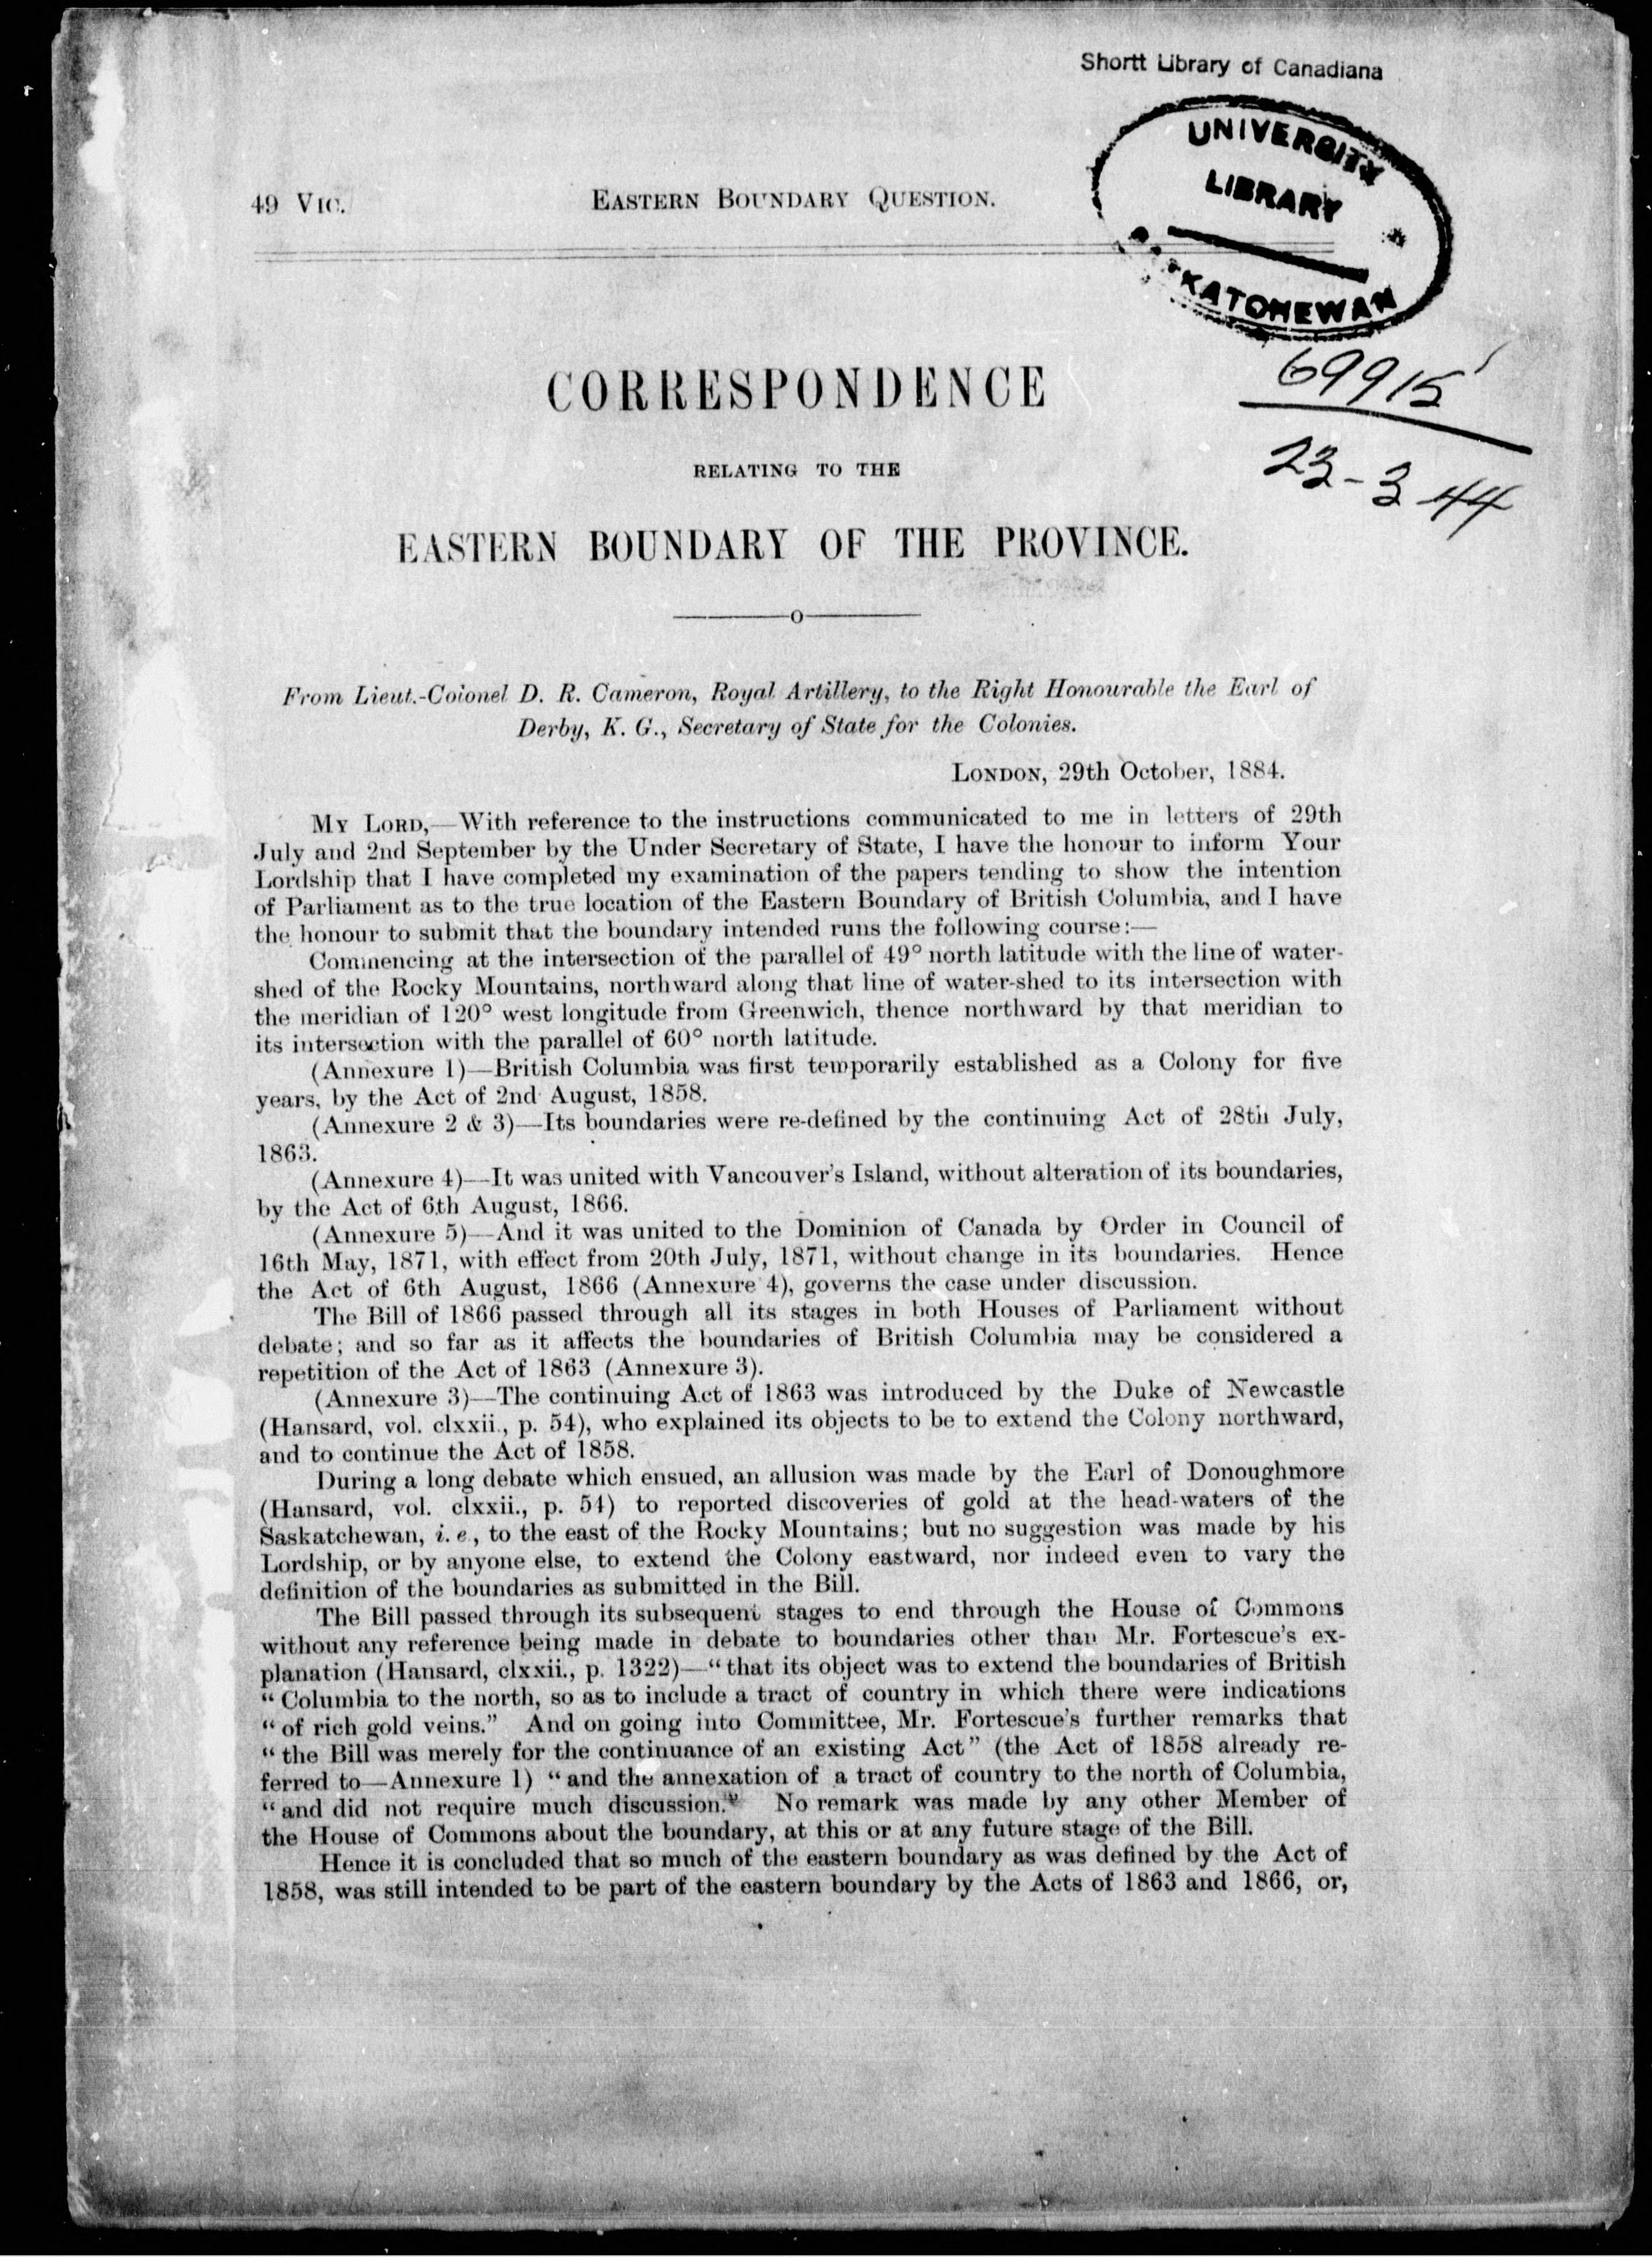 Shortt Library of Canadiana
UNIVERSITY
LIBRARY
KATCHEWAN
69915
23-3 44
49 VIC. EASTERN BOUNDARY QUESTION.
CORRESPONDENCE
RELATING TO THE
EASTERN BOUNDARY OF THE PROVINCE.
From Lieut.-Colonel D. R. Cameron, Royal Artillery, to the Right Honourable the Earl of
Derby, K. G., Secretary of State for the Colonies.
LONDON, 29th October, 1884.
MY LORD,—With reference to the instructions communicated to me in letters of 29th
July and 2nd September by the Under Secretary of State, I have the honour to inform Your
Lordship that I have completed my examination of the papers tending to show the intention
of Parliament as to the true location of the Eastern Boundary of British Columbia, and I have
the honour to submit that the boundary intended runs the following course:—
Commencing at the intersection of the parallel of 49° north latitude with the line of water-
shed of the Rocky Mountains, northward along that line of water-shed to its intersection with
the meridian of 120° west longitude from Greenwich, thence northward by that meridian to
its intersection with the parallel of 60° north latitude.
(Annexure 1)—British Columbia was first temporarily established as a Colony for five
years, by the Act of 2nd August, 1858.
(Annexure 2 & 3)—Its boundaries were re-defined by the continuing Act of 28th July,
1863.
(Annexure 4)—It was united with Vancouver's Island, without alteration of its boundaries,
by the Act of 6th August, 1866.
(Annexure 5)—And it was united to the Dominion of Canada by Order in Council of
16th May, 1871, with effect from 20th July, 1871, without change in its boundaries. Hence
the Act of 6th August, 1866 (Annexure 4), governs the case under discussion.
The Bill of 1866 passed through all its stages in both Houses of Parliament without
debate; and so far as it affects the boundaries of British Columbia may be considered a
repetition of the Act of 1863 (Annexure 3).
(Annexure 3)—The continuing Act of 1863 was introduced by the Duke of Newcastle
(Hansard, vol. clxxii., p. 54), who explained its objects to be to extend the Colony northward,
and to continue the Act of 1858.
During a long debate which ensued, an allusion was made by the Earl of Donoughmore
(Hansard, vol. clxxii., p. 54) to reported discoveries of gold at the head-waters of the
Saskatchewan, i. e., to the east of the Rocky Mountains; but no suggestion was made by his
Lordship, or by anyone else, to extend the Colony eastward, nor indeed even to vary the
definition of the boundaries as submitted in the Bill.
The Bill passed through its subsequent stages to end through the House of Commons
without any reference being made in debate to boundaries other than Mr. Fortescue's ex-
planation (Hansard, clxxii., p. 1322)—“that its object was to extend the boundaries of British
“Columbia to the north, so as to include a tract of country in which there were indications
“of rich gold veins.” And on going into Committee, Mr. Fortescue's further remarks that
“the Bill was merely for the continuance of an existing Act” (the Act of 1858 already re-
ferred to—Annexure 1) “and the annexation of a tract of country to the north of Columbia,
“and did not require much discussion.” No remark was made by any other Member of
the House of Commons about the boundary, at this or at any future stage of the Bill.
Hence it is concluded that so much of the eastern boundary as was defined by the Act of
1858, was still intended to be part of the eastern boundary by the Acts of 1863 and 1866, or,